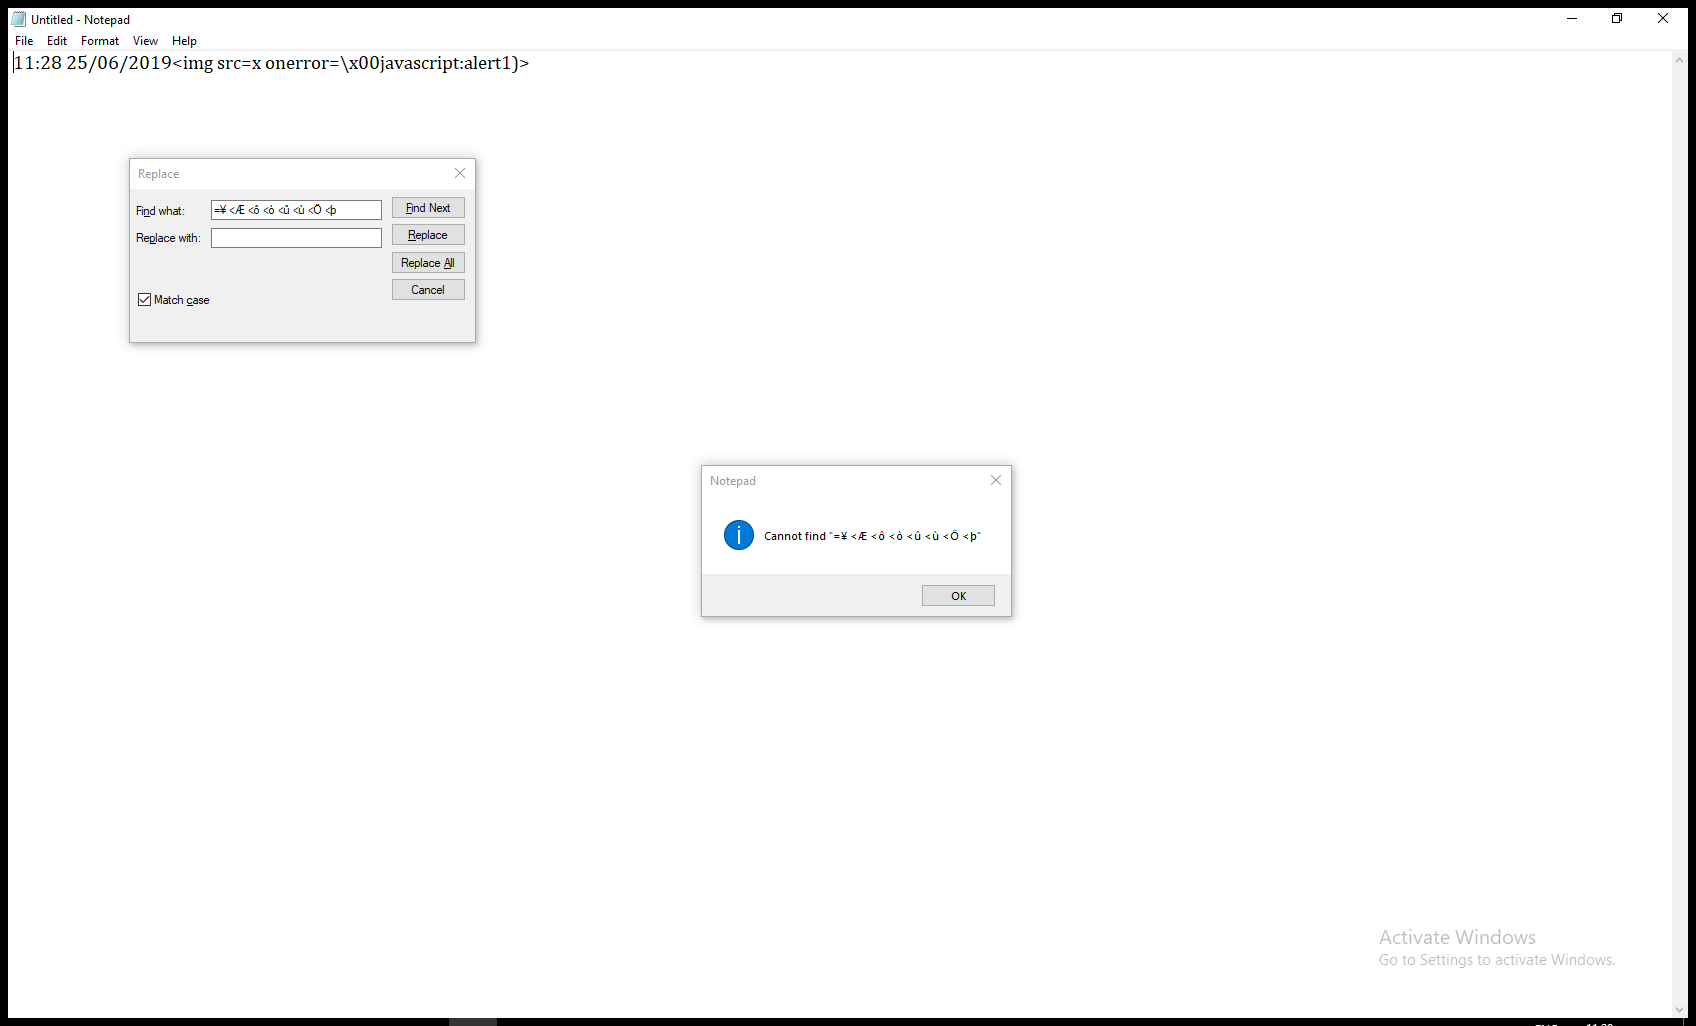 Untitled - Notepad
File Edit Format View Help
11:28 25/06/2019<img src=x onerror=\x00javascript:alert1)>
Replace
Find what: =¥ <Æ <ô <ò <û <ù <Ö <þ
Find Next
Replace with:
Replace
Replace All
Cancel
Match case
Notepad
Cannot find "=¥ <Æ <ô <ò <û <ù <Ö <þ"
OK
Activate Windows
Go to Settings to activate Windows.